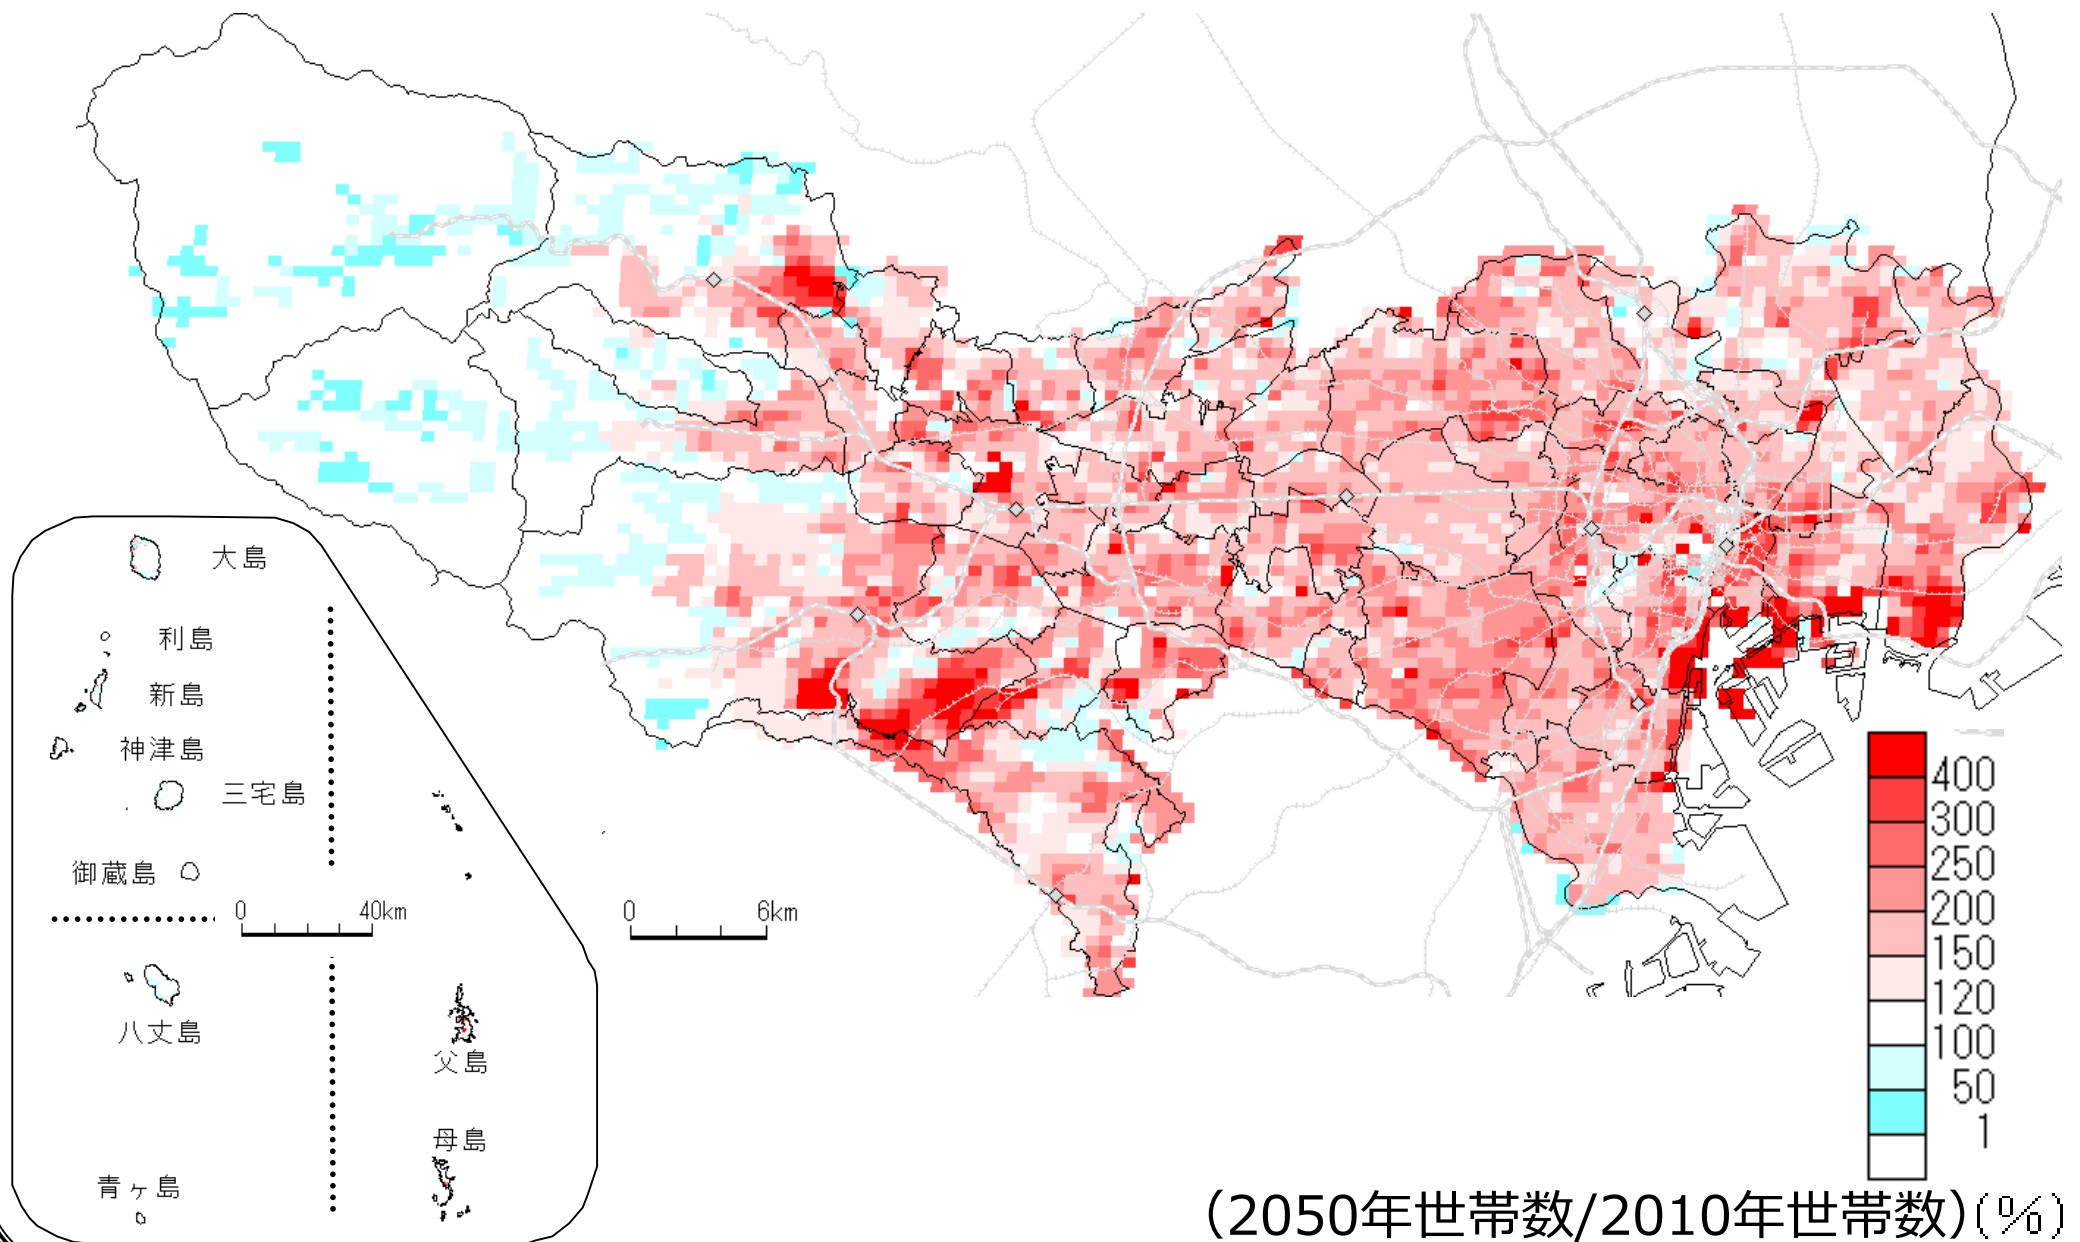 大島
利島
新島
神津島
三宅島
御蔵島
0 40km
0 6km
八丈島
父島
母島
青ヶ島
400
300
250
200
150
120
100
50
1
（2050年世帯数/2010年世帯数）(%)